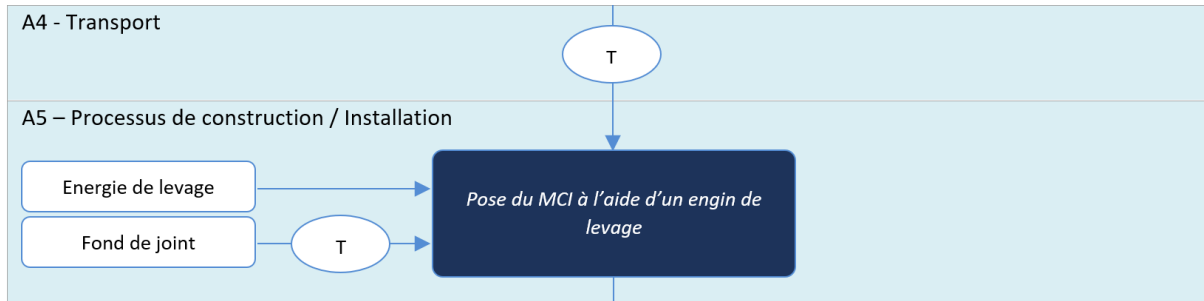 A4 - Transport
T
A5 – Processus de construction / Installation
Energie de levage
Pose du MCI à l’aide d’un engin de
levage
Fond de joint
T